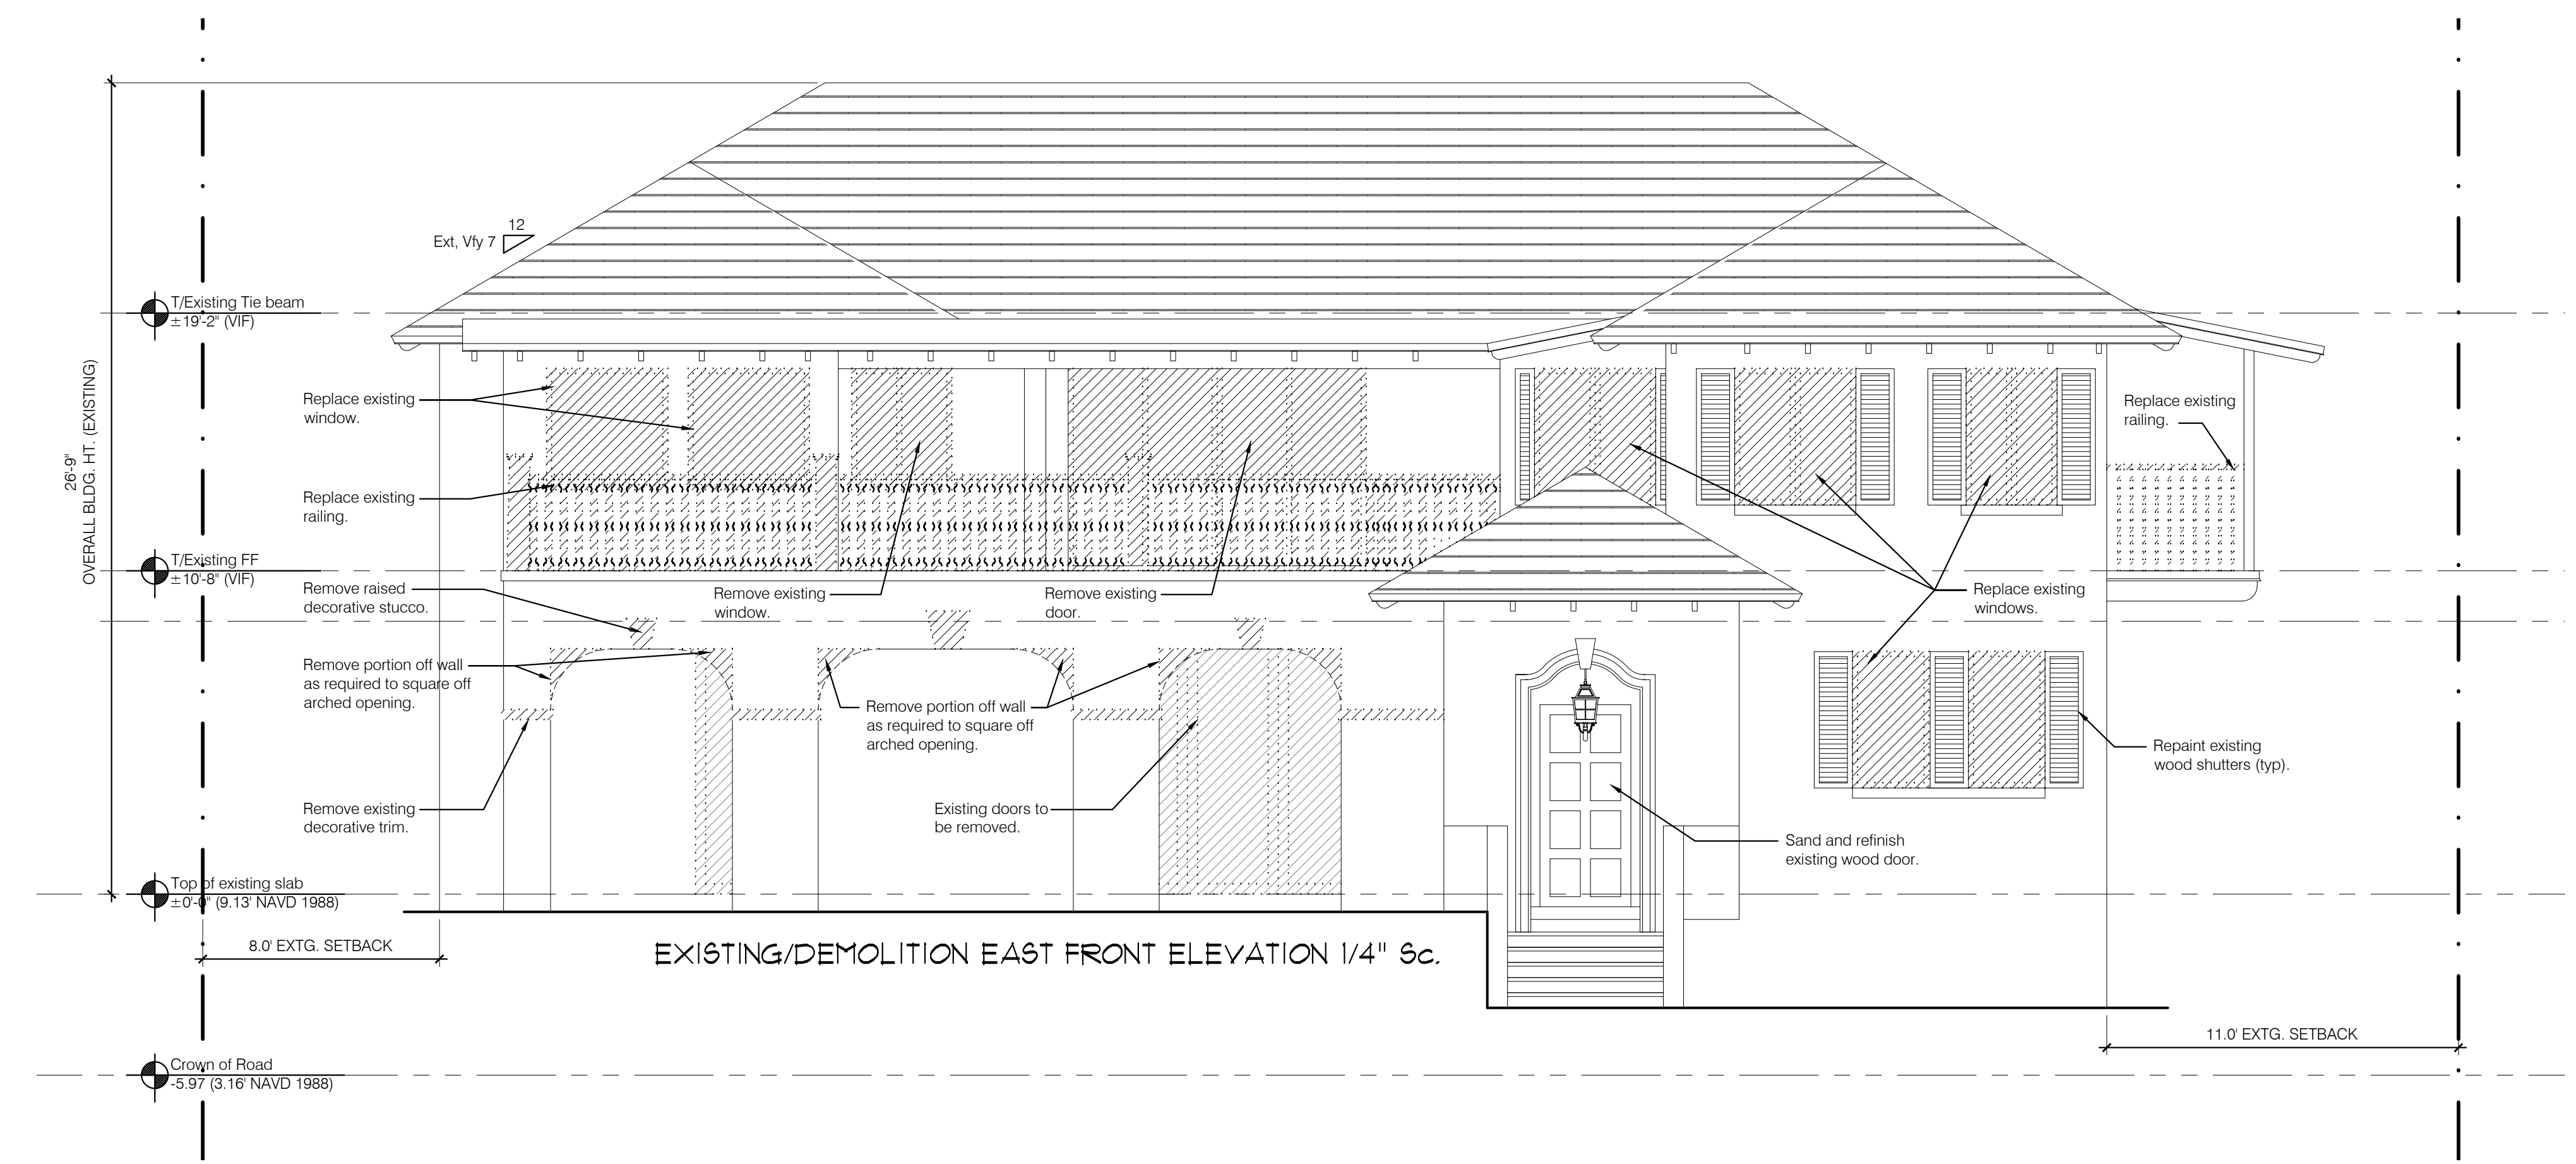 12
Ext, Vfy 7
T/Existing Tie beam
±19'-2" (VIF)
26'-9"
OVERALL BLDG. HT. (EXISTING)
Replace existing
window.
Replace existing
railing.
Replace existing
railing.
T/Existing FF
±10'-8" (VIF)
Remove raised
decorative stucco.
Remove existing
window.
Remove existing
door.
Replace existing
windows.
Remove portion off wall
as required to square off
arched opening.
Remove portion off wall
as required to square off
arched opening.
Repaint existing
wood shutters (typ).
Remove existing
decorative trim.
Existing doors to
be removed.
Sand and refinish
existing wood door.
Top of existing slab
±0'-0" (9.13' NAVD 1988)
8.0' EXTG. SETBACK
EXISTING/DEMOLITION EAST FRONT ELEVATION 1/4" Sc.
11.0' EXTG. SETBACK
Crown of Road
-5.97 (3.16' NAVD 1988)